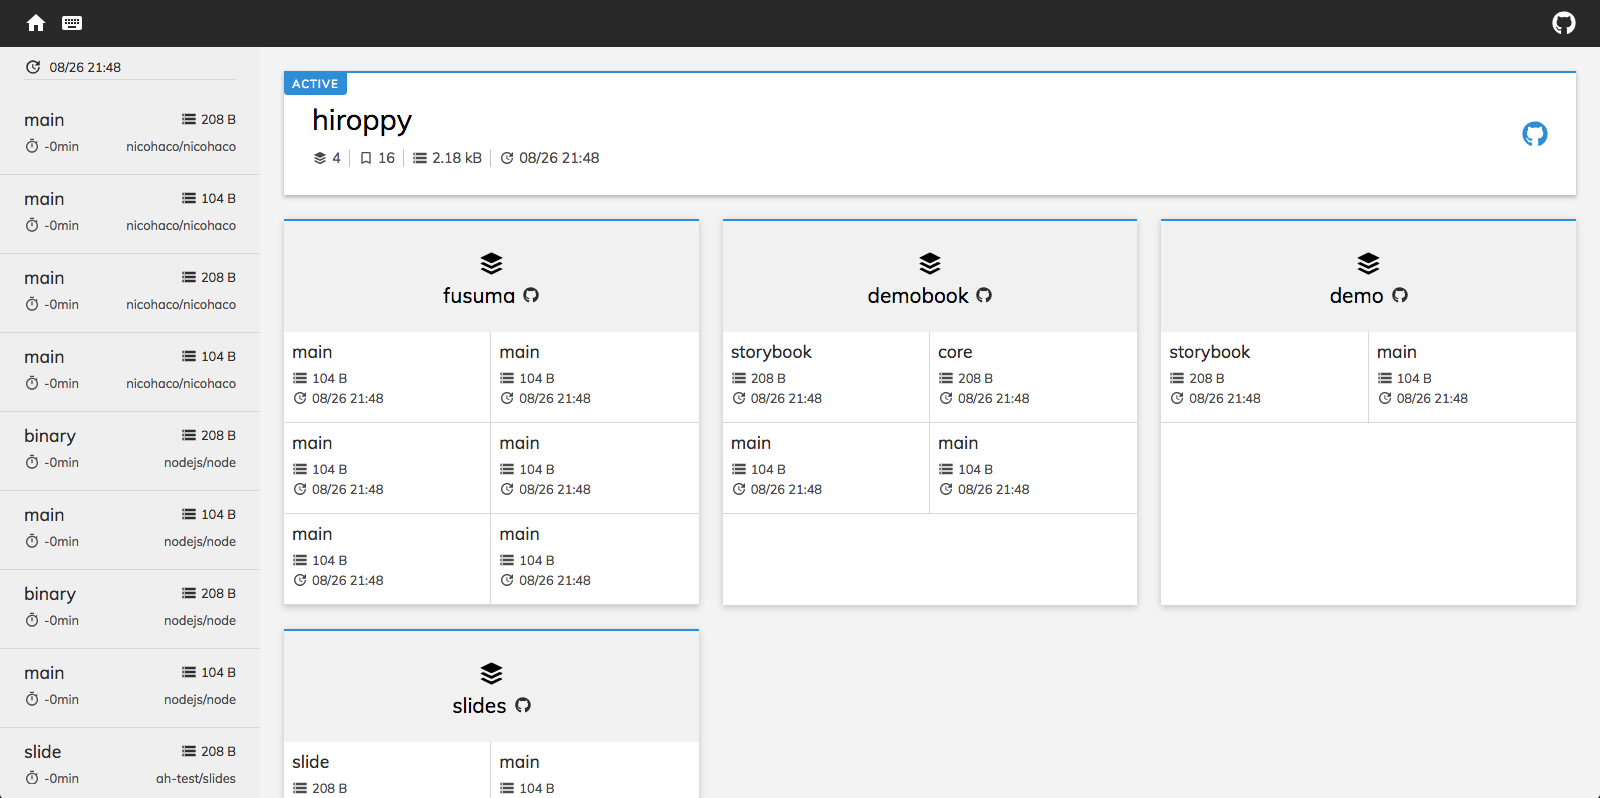 08/26 21:48
main 208 B
-0min nicohaco/nicohaco
main 104 B
-0min nicohaco/nicohaco
main 208 B
-0min nicohaco/nicohaco
main 104 B
-0min nicohaco/nicohaco
binary 208 B
-0min nodejs/node
main 104 B
-0min nodejs/node
binary 208 B
-0min nodejs/node
main 104 B
-0min nodejs/node
slide 208 B
-0min ah-test/slides
ACTIVE
hiroppy
4 16 2.18 kB 08/26 21:48
fusuma
main
104 B
08/26 21:48
main
104 B
08/26 21:48
main
104 B
08/26 21:48
main
104 B
08/26 21:48
main
104 B
08/26 21:48
main
104 B
08/26 21:48
demobook
storybook
208 B
08/26 21:48
core
208 B
08/26 21:48
main
104 B
08/26 21:48
main
104 B
08/26 21:48
demo
storybook
208 B
08/26 21:48
main
104 B
08/26 21:48
slides
slide
208 B
main
104 B